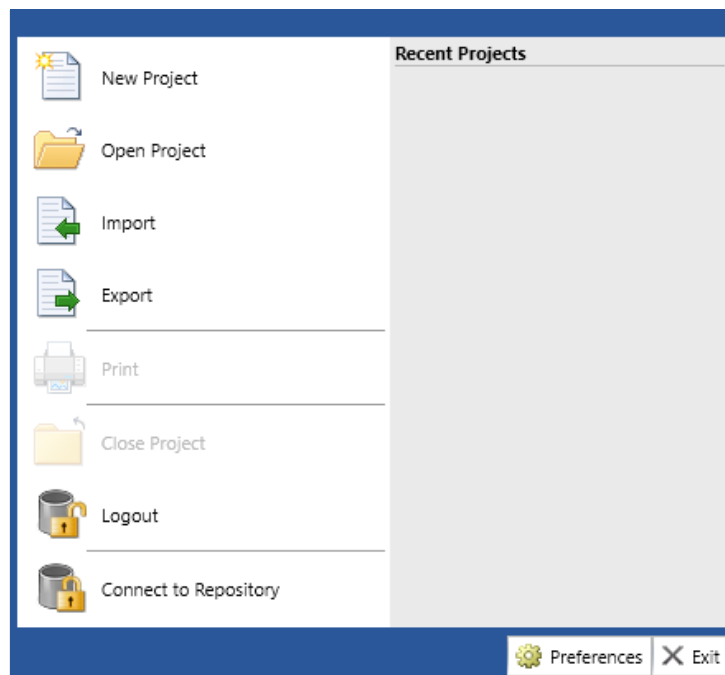 New Project
Open Project
Import
Export
Print
Close Project
Logout
Connect to Repository
Recent Projects
Preferences
Exit